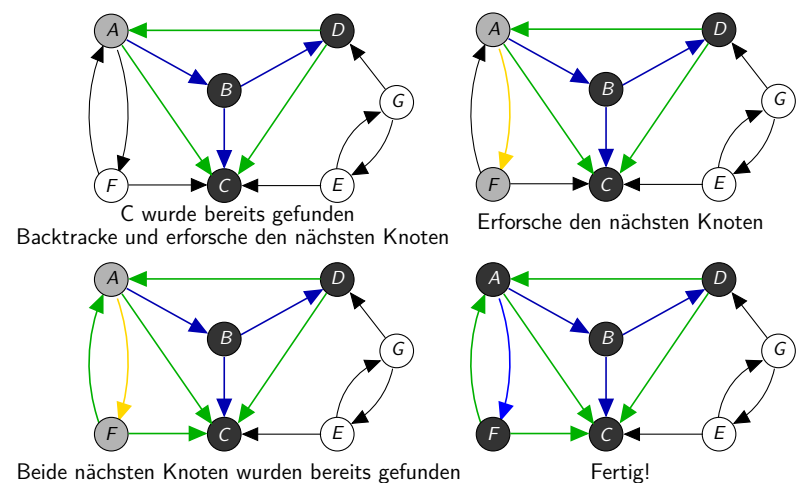 A D
B
G
F C E
C wurde bereits gefunden
Backtracke und erforsche den nächsten Knoten
A D
B
G
F C E
Erforsche den nächsten Knoten
A D
B
G
F C E
Beide nächsten Knoten wurden bereits gefunden
A D
B
G
F C E
Fertig!